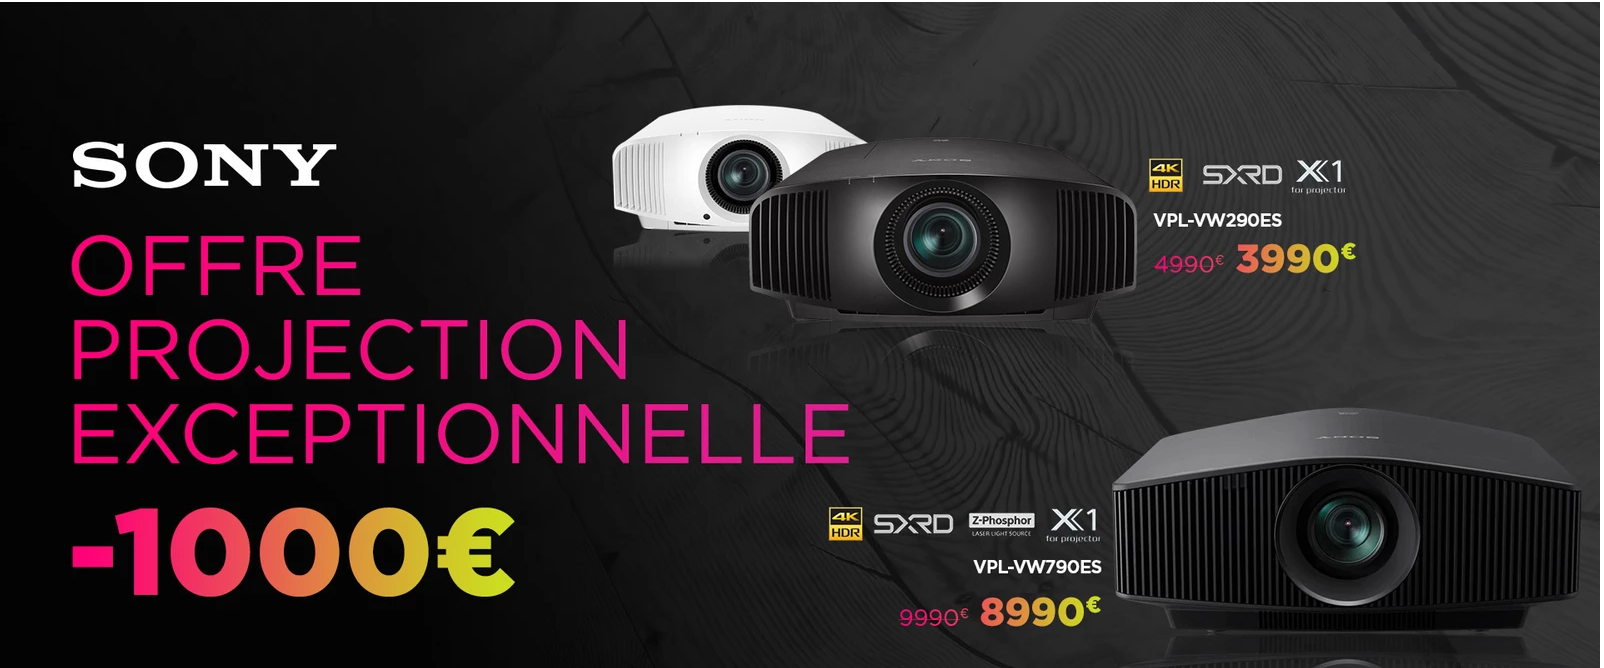 SONY
OFFRE
PROJECTION
EXCEPTIONNELLE
-1000€
4K
HDR
SXRD
X1
for projector
VPL-VW290ES
4990€ 3990€
4K
HDR
SXRD
Z-Phosphor
LASER LIGHT SOURCE
X1
for projector
VPL-VW790ES
9990€ 8990€